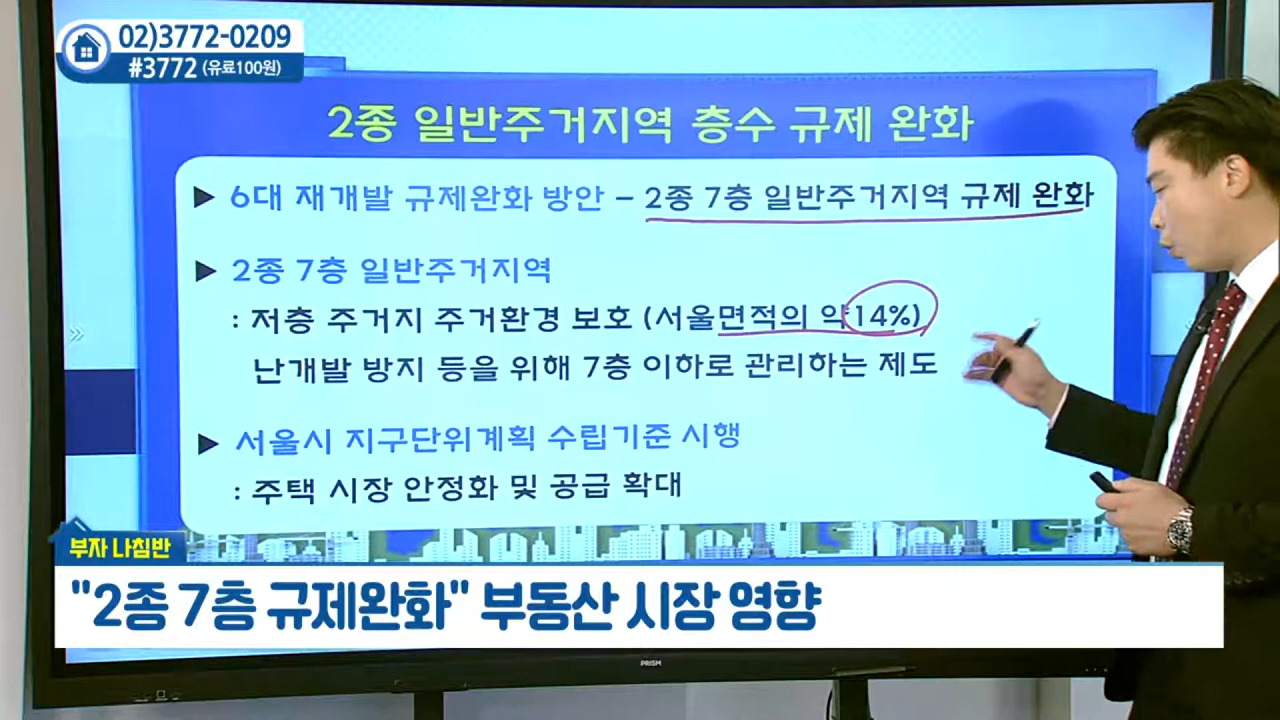 02)3772-0209
#3772 (유료100원)
2종 일반주거지역 층수 규제 완화
▶ 6대 재개발 규제완화 방안 – 2종 7층 일반주거지역 규제 완화
▶ 2종 7층 일반주거지역
: 저층 주거지 주거환경 보호 (서울면적의 약14%)
난개발 방지 등을 위해 7층 이하로 관리하는 제도
▶ 서울시 지구단위계획 수립기준 시행
: 주택 시장 안정화 및 공급 확대
부자 나침반
"2종 7층 규제완화" 부동산 시장 영향
PRISM